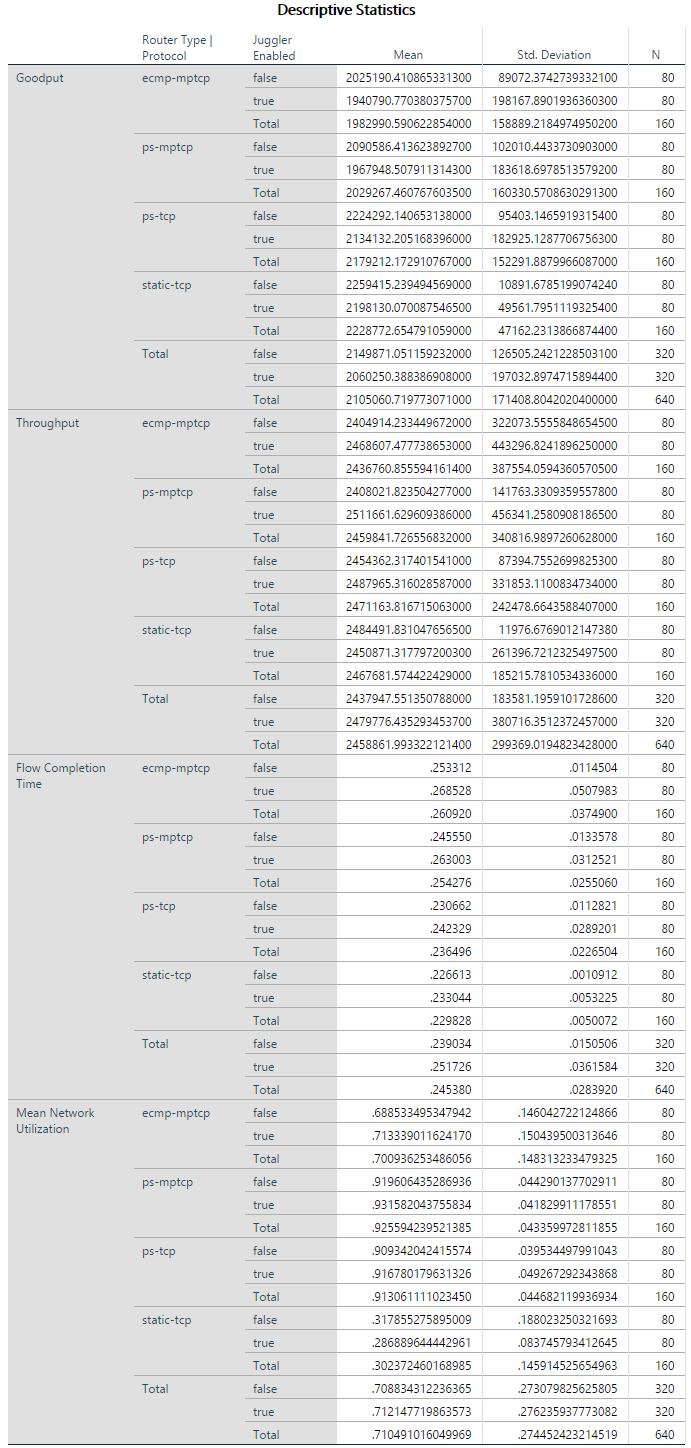 Descriptive Statistics
Router Type | Protocol Juggler Enabled Mean Std. Deviation N
Goodput ecmp-mptcp false 2025190.410865331300 89072.3742739332100 80
true 1940790.770380375700 198167.8901936360300 80
Total 1982990.590622854000 158889.2184974950200 160
ps-mptcp false 2090586.413623892700 102010.4433730903000 80
true 1967948.507911314300 183618.6978513579200 80
Total 2029267.460767603500 160330.5708630291300 160
ps-tcp false 2224292.140653138000 95403.1465919315400 80
true 2134132.205168396000 182925.1287706756300 80
Total 2179212.172910767000 152291.8879966087000 160
static-tcp false 2259415.239494569000 10891.6785199074240 80
true 2198130.070087546500 49561.7951119325400 80
Total 2228772.654791059000 47162.2313866874400 160
Total false 2149871.051159232000 126505.2421228503100 320
true 2060250.388386908000 197032.8974715894400 320
Total 2105060.719773071000 171408.8042020400000 640
Throughput ecmp-mptcp false 2404914.233449672000 322073.5555848654500 80
true 2468607.477738653000 443296.8241896250000 80
Total 2436760.855594161400 387554.0594360570500 160
ps-mptcp false 2408021.823504277000 141763.3309359557800 80
true 2511661.629609386000 456341.2580908186500 80
Total 2459841.726556832000 340816.9897260628000 160
ps-tcp false 2454362.317401541000 87394.7552699825300 80
true 2487965.316028587000 331853.1100834734000 80
Total 2471163.816715063000 242478.6643588407000 160
static-tcp false 2484491.831047656500 11976.6769012147380 80
true 2450871.317797200300 261396.7212325497500 80
Total 2467681.574422429000 185215.7810534336000 160
Total false 2437947.551350788000 183581.1959101728600 320
true 2479776.435293453700 380716.3512372457000 320
Total 2458861.993322121400 299369.0194823428000 640
Flow Completion Time ecmp-mptcp false .253312 .0114504 80
true .268528 .0507983 80
Total .260920 .0374900 160
ps-mptcp false .245550 .0133578 80
true .263003 .0312521 80
Total .254276 .0255060 160
ps-tcp false .230662 .0112821 80
true .242329 .0289201 80
Total .236496 .0226504 160
static-tcp false .226613 .0010912 80
true .233044 .0053225 80
Total .229828 .0050072 160
Total false .239034 .0150506 320
true .251726 .0361584 320
Total .245380 .0283920 640
Mean Network Utilization ecmp-mptcp false .688533495347942 .146042722124866 80
true .713339011624170 .150439500313646 80
Total .700936253486056 .148313233479325 160
ps-mptcp false .919606435286936 .044290137702911 80
true .931582043755834 .041829911178551 80
Total .925594239521385 .043359972811855 160
ps-tcp false .909342042415574 .039534497991043 80
true .916780179631326 .049267292343868 80
Total .913061111023450 .044682119936934 160
static-tcp false .317855275895009 .188023250321693 80
true .286889644442961 .083745793412645 80
Total .302372460168985 .145914525654963 160
Total false .708834312236365 .273079825625805 320
true .712147719863573 .276235937773082 320
Total .710491016049969 .274452423214519 640